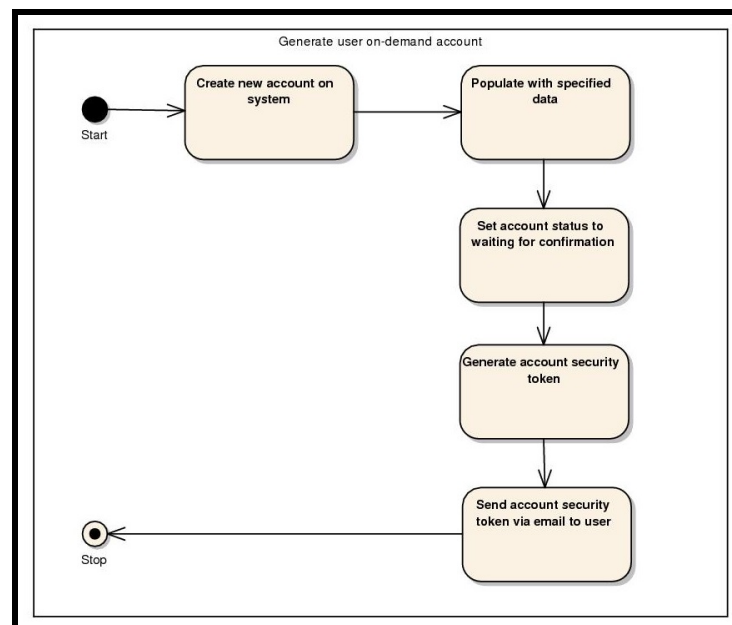 Generate user on-demand account
Create new account on
system
Populate with specified
data
Start
Set account status to
waiting for confirmation
Generate account security
token
Send account security
token via email to user
Stop